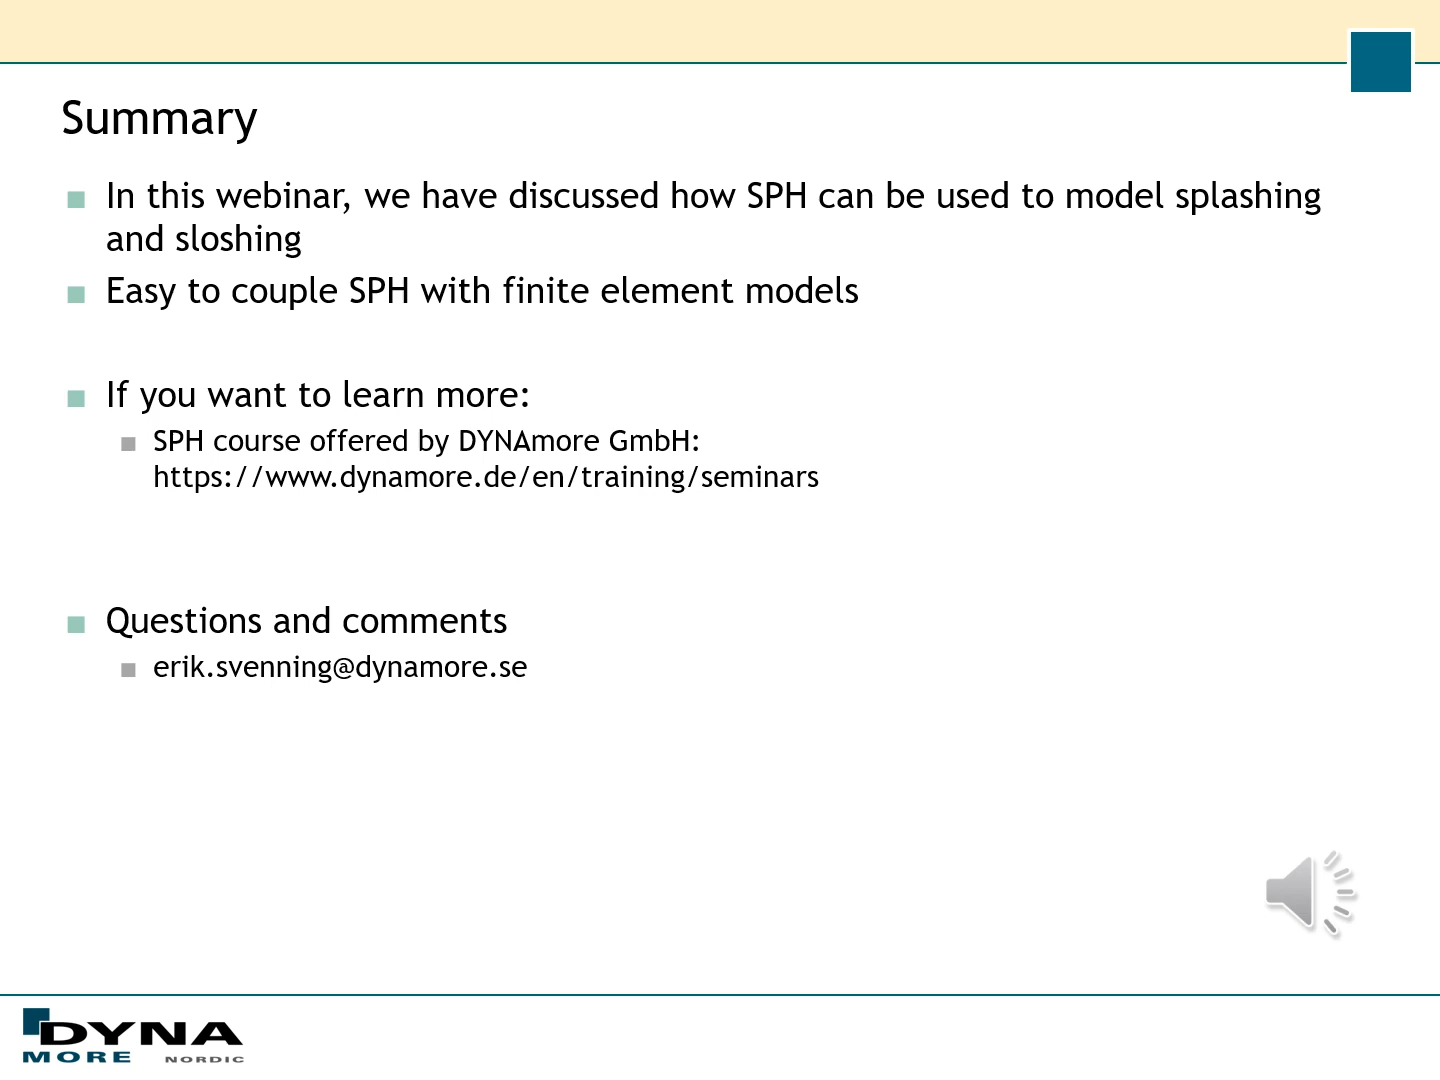 Summary
In this webinar, we have discussed how SPH can be used to model splashing
and sloshing
Easy to couple SPH with finite element models
If you want to learn more:
SPH course offered by DYNAmore GmbH:
https://www.dynamore.de/en/training/seminars
Questions and comments
erik.svenning@dynamore.se
DYNA
MORE NORDIC